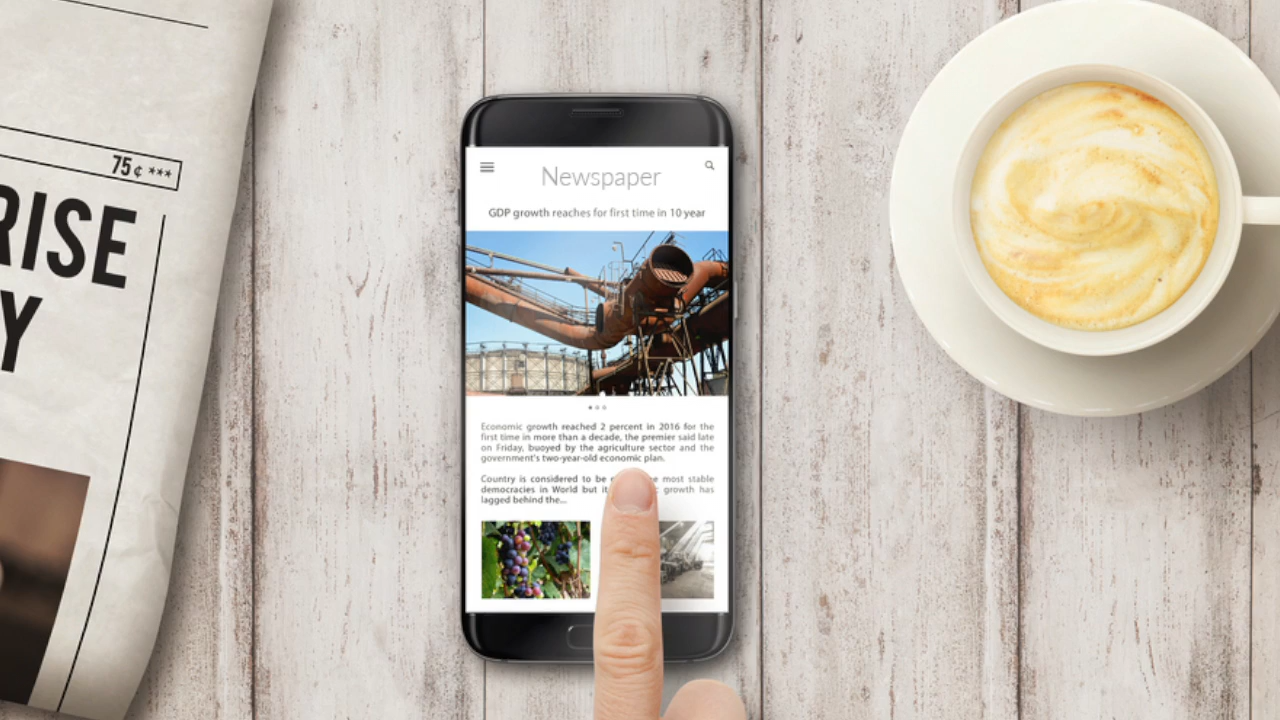 75¢ ***
RISE
Y
Newspaper
GDP growth reaches for first time in 10 year
Economic growth reached 2 percent in 2016 for the
first time in more than a decade, the premier said late
on Friday, buoyed by the agriculture sector and the
government's two-year-old economic plan.
Country is considered to be most stable
democracies in World but growth has
lagged behind the...